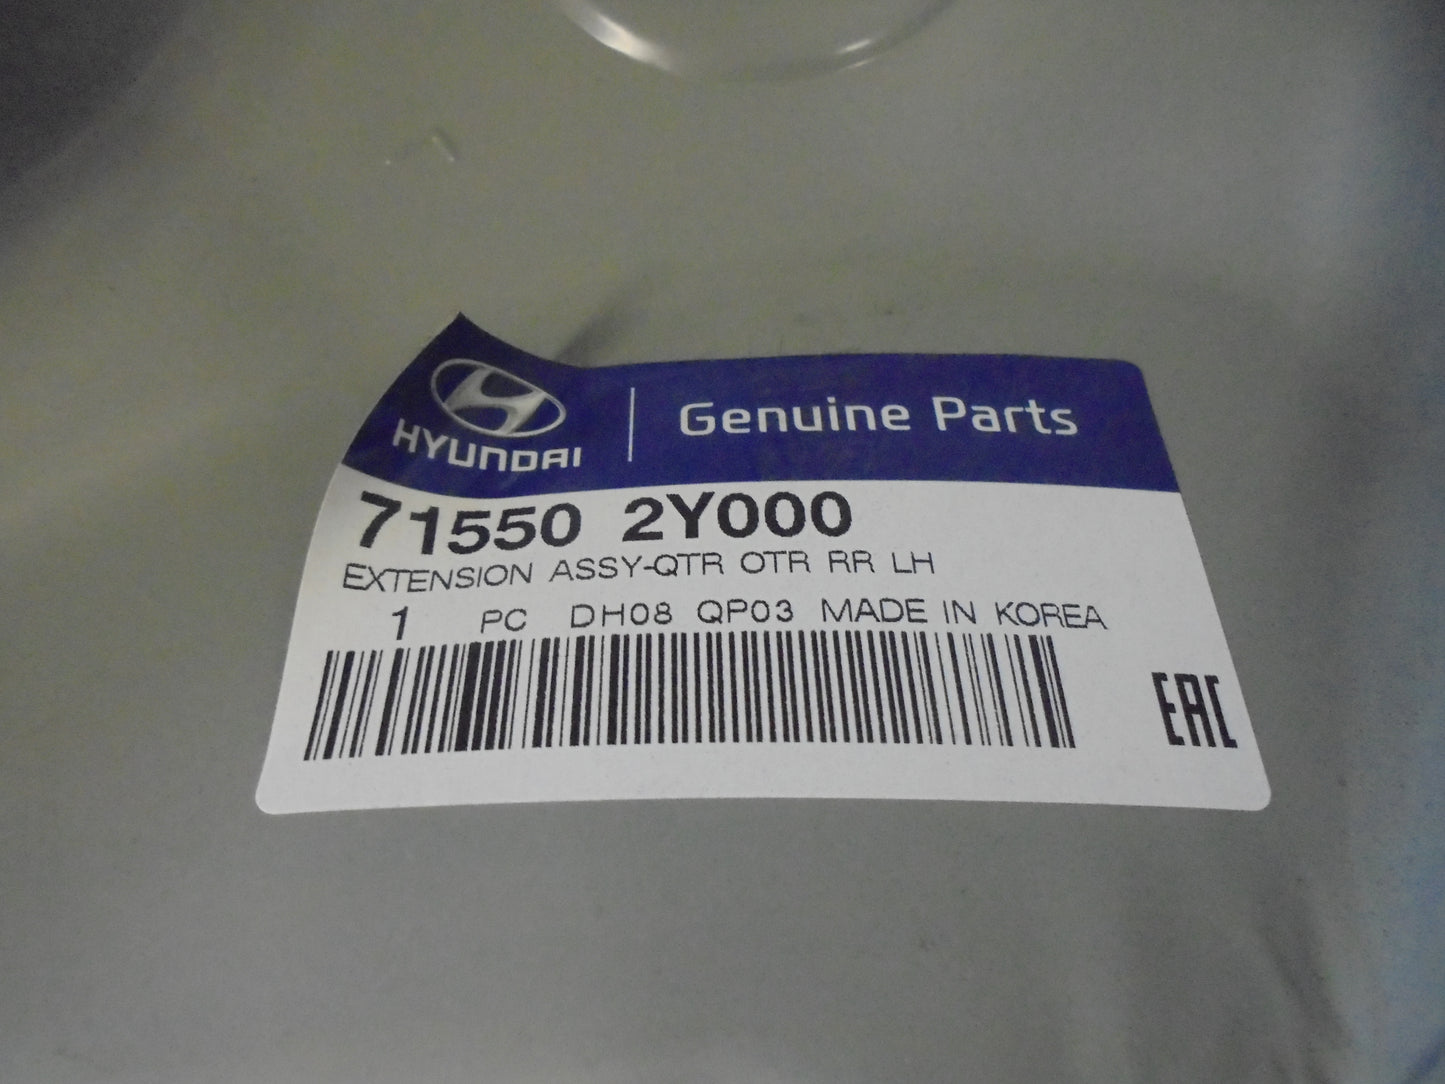 HYUNDAI
Genuine Parts
71550 2Y000
EXTENSION ASSY-QTR OTR RR LH
1 PC DH08 QP03 MADE IN KOREA
EAC